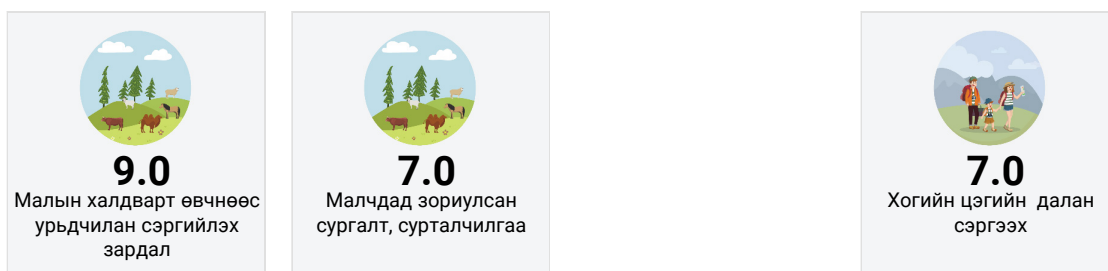 9.0
Малын халдварт өвчнөөс
урьдчилан сэргийлэх
зардал
7.0
Малчдад зориулсан
сургалт, сурталчилгаа
7.0
Хогийн цэгийн далан
сэргээх